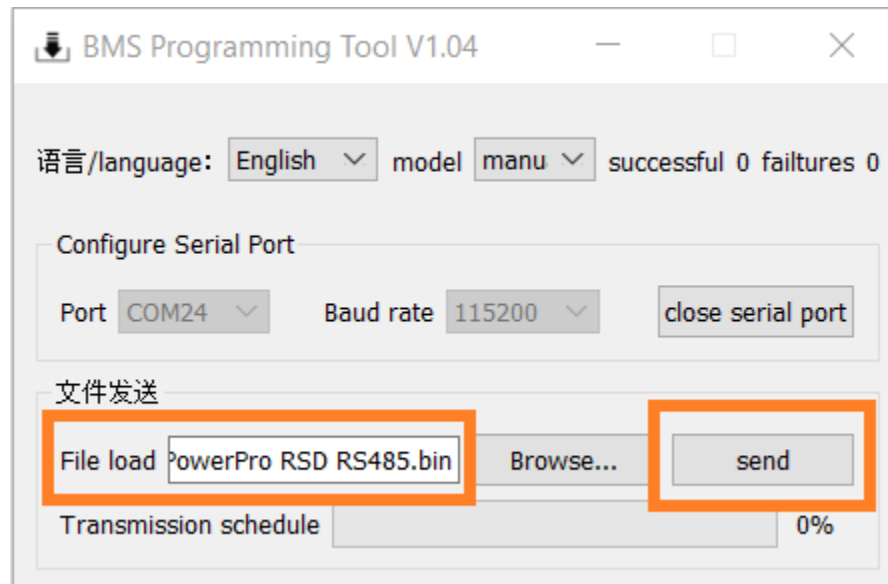 BMS Programming Tool V1.04
语言/language: English model manu successful 0 failtures 0
Configure Serial Port
Port COM24 Baud rate 115200 close serial port
文件发送
File load PowerPro RSD RS485.bin Browse... send
Transmission schedule 0%